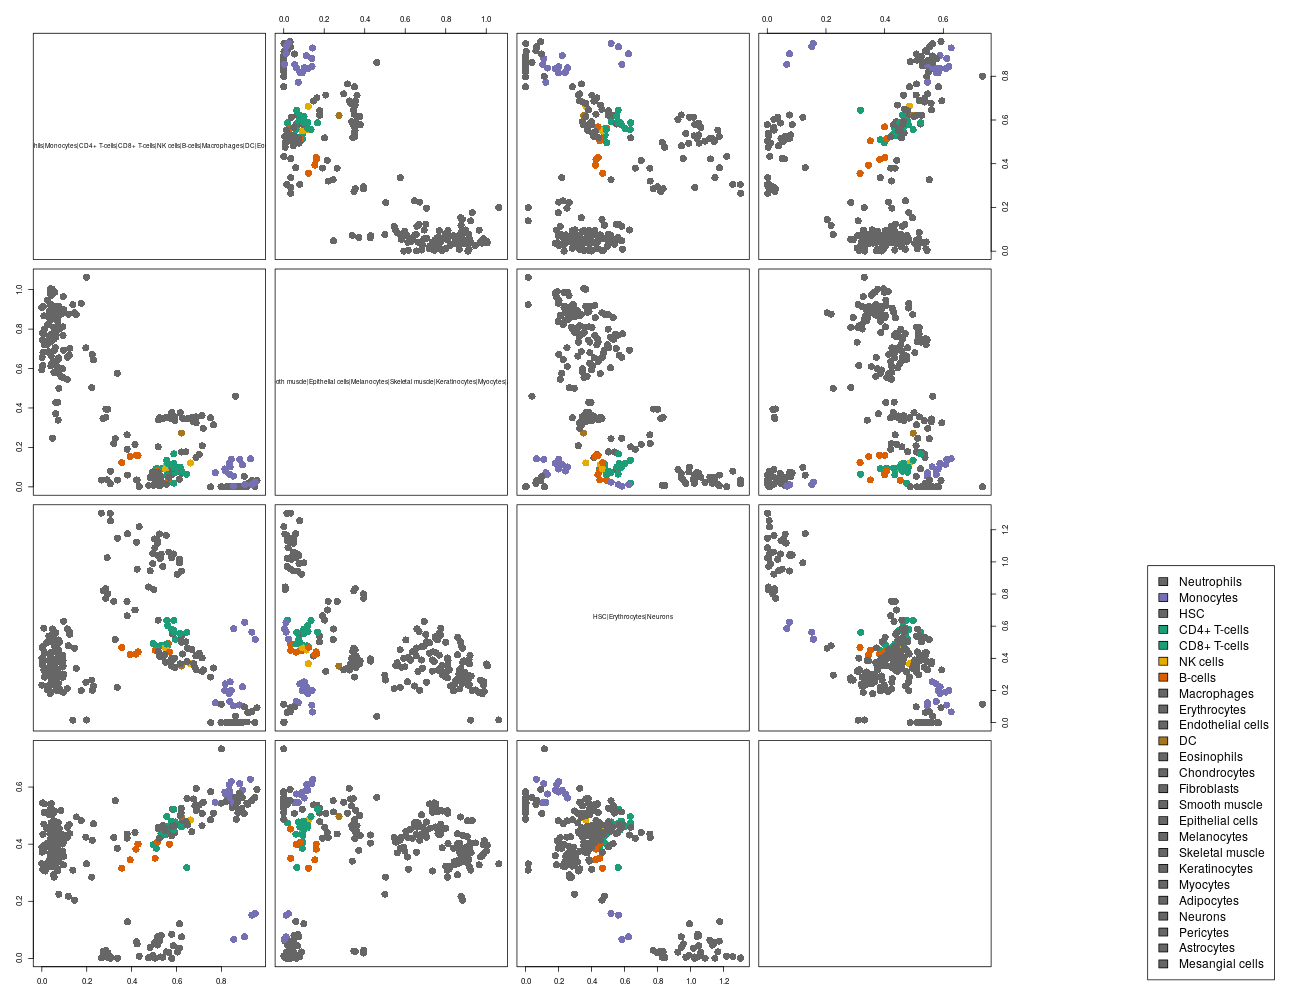 0.0 0.2 0.4 0.6 0.8 1.0
0.0 0.2 0.4 0.6
hils|Monocytes|CD4+ T-cells|CD8+ T-cells|NK cells|B-cells|Macrophages|DC|Eo
0.0 0.2 0.4 0.6 0.8
0.0 0.2 0.4 0.6 0.8 1.0
oth muscle|Epithelial cells|Melanocytes|Skeletal muscle|Keratinocytes|Myocytes|
HSC|Erythrocytes|Neurons
0.0 0.2 0.4 0.6 0.8 1.0 1.2
0.0 0.2 0.4 0.6
0.0 0.2 0.4 0.6 0.8
0.0 0.2 0.4 0.6 0.8 1.0 1.2
Neutrophils
Monocytes
HSC
CD4+ T-cells
CD8+ T-cells
NK cells
B-cells
Macrophages
Erythrocytes
Endothelial cells
DC
Eosinophils
Chondrocytes
Fibroblasts
Smooth muscle
Epithelial cells
Melanocytes
Skeletal muscle
Keratinocytes
Myocytes
Adipocytes
Neurons
Pericytes
Astrocytes
Mesangial cells